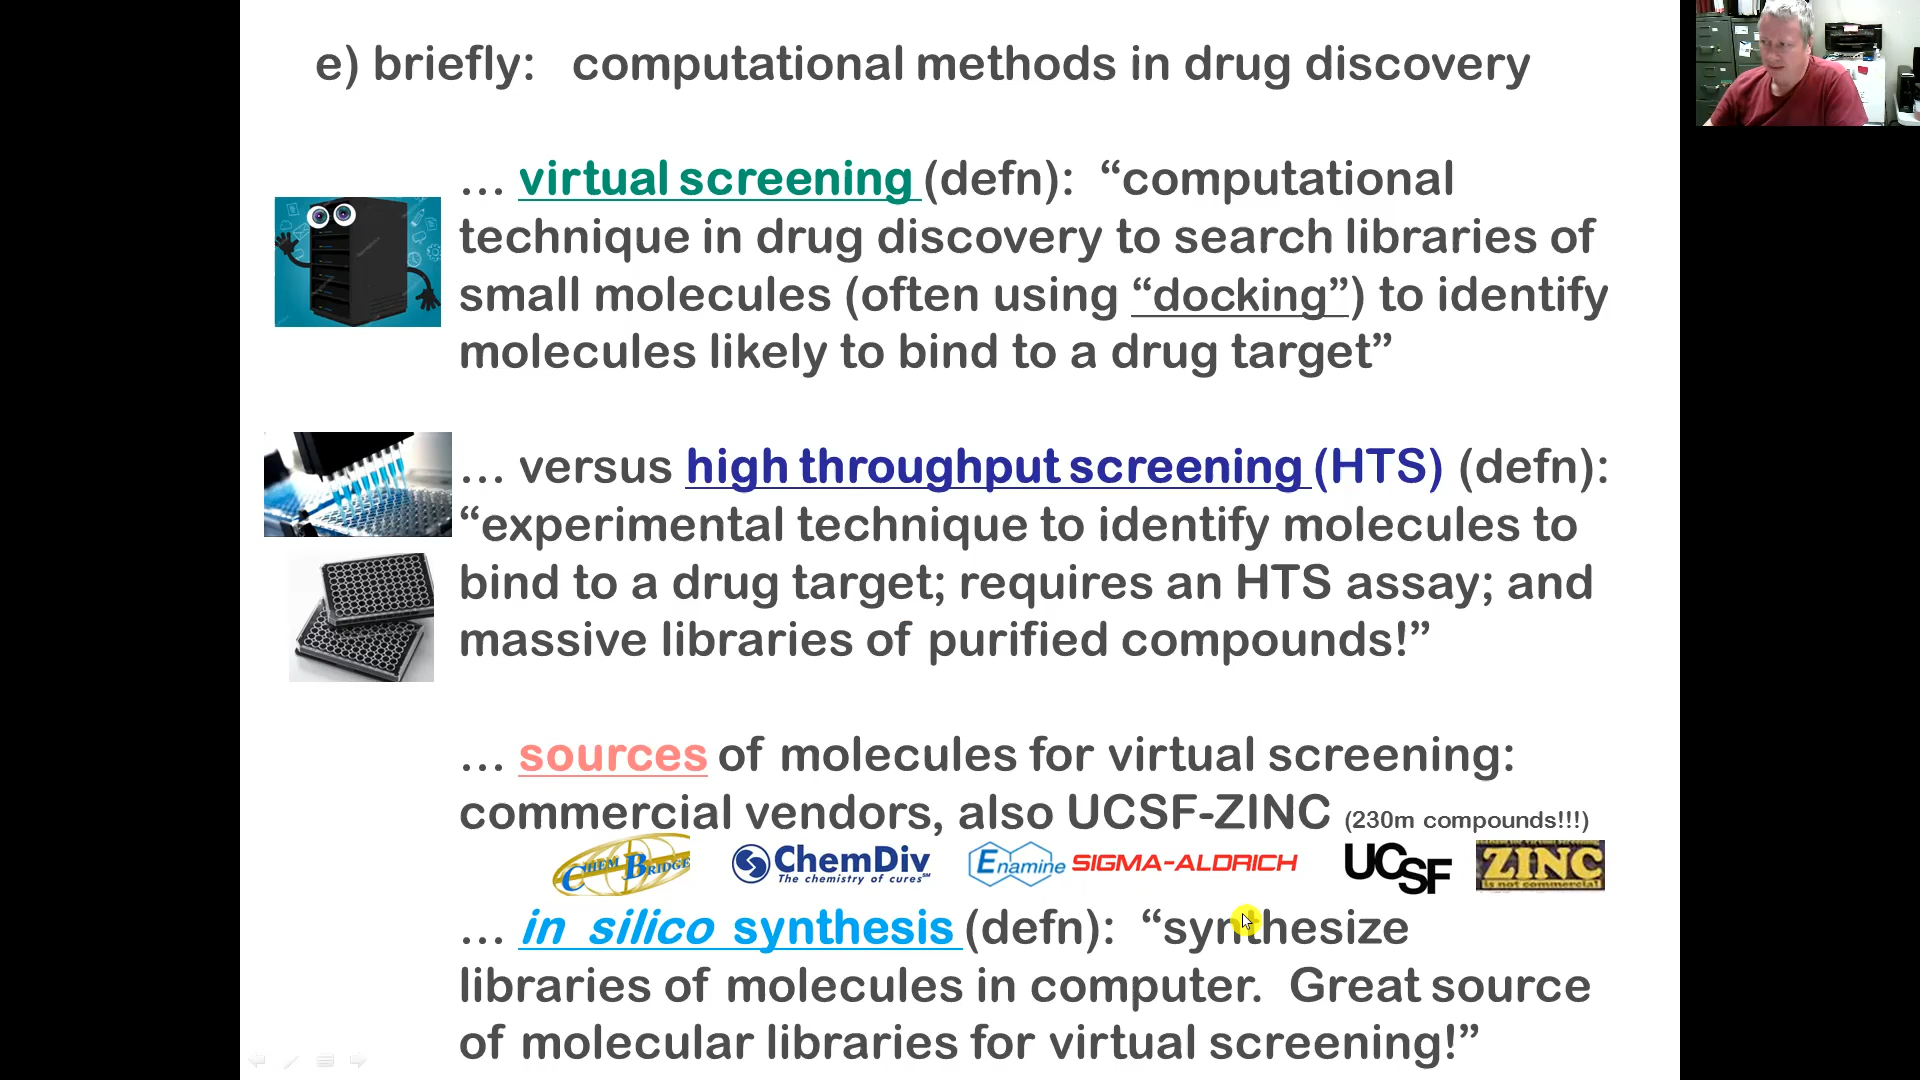 e) briefly: computational methods in drug discovery
… virtual screening (defn): “computational
technique in drug discovery to search libraries of
small molecules (often using “docking”) to identify
molecules likely to bind to a drug target”
… versus high throughput screening (HTS) (defn):
“experimental technique to identify molecules to
bind to a drug target; requires an HTS assay; and
massive libraries of purified compounds!”
… sources of molecules for virtual screening:
commercial vendors, also UCSF-ZINC (230m compounds!!!)
CHEM BRIDGE
ChemDiv
The chemistry of cures
Enamine
SIGMA-ALDRICH
UCSF
ZINC
is not commercial
… in silico synthesis (defn): “synthesize
libraries of molecules in computer. Great source
of molecular libraries for virtual screening!”